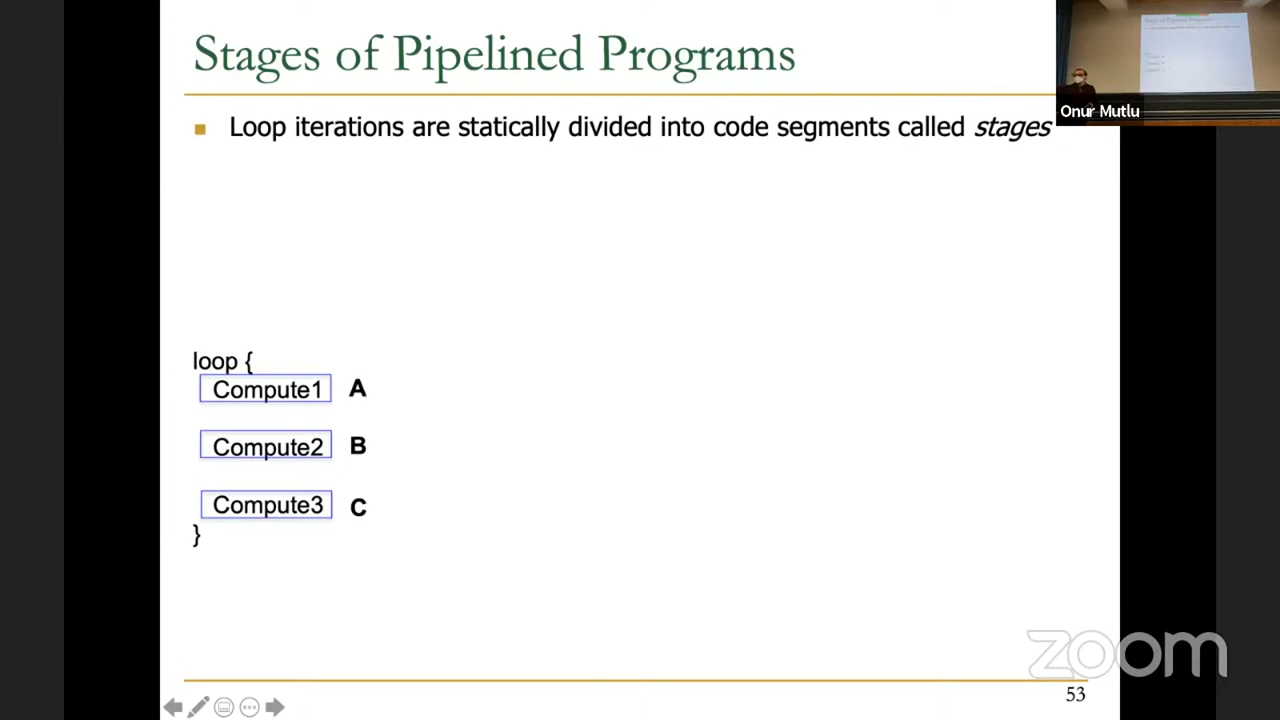 Stages of Pipelined Programs
Loop iterations are statically divided into code segments called stages
Onur Mutlu
loop {
Compute1 A
Compute2 B
Compute3 C
}
zoom
53